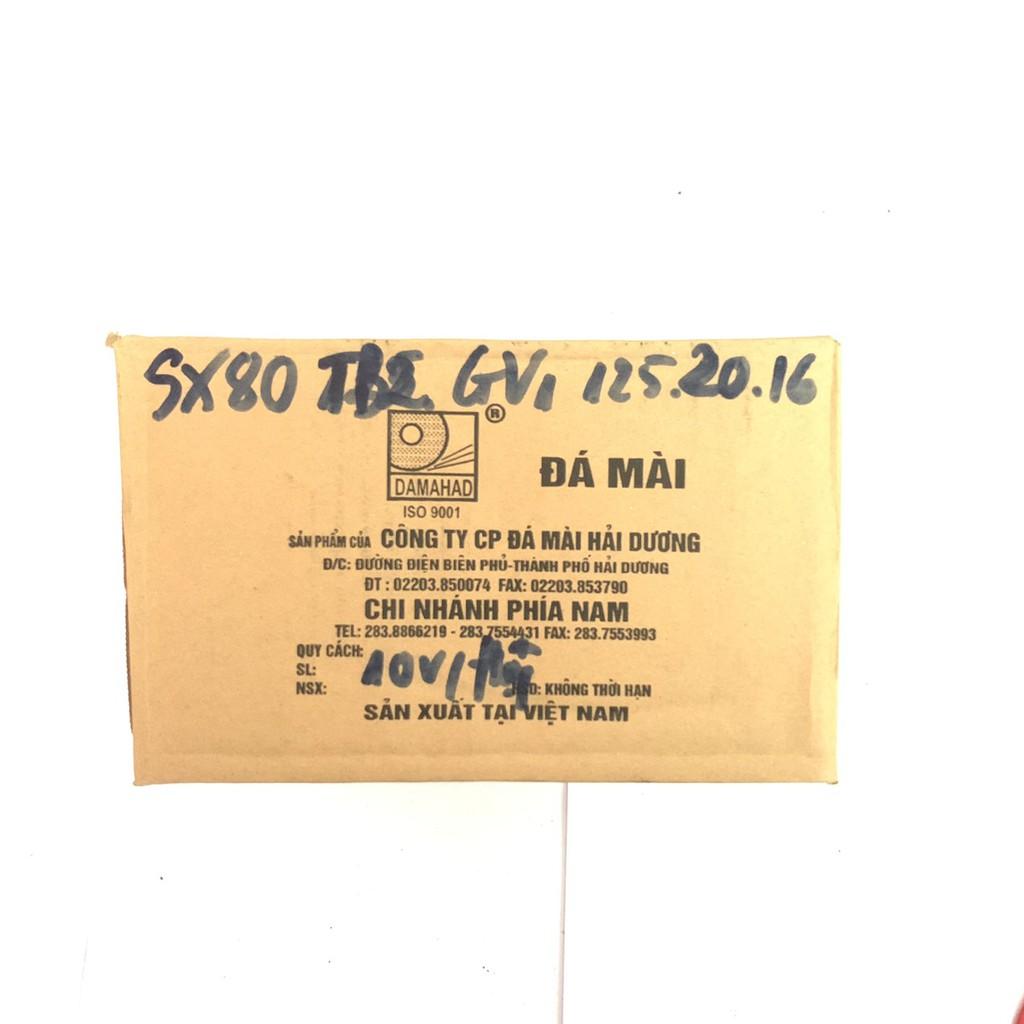 SX80 TB2 GV1 125.20.16
®
DAMAHAD
ISO 9001
ĐÁ MÀI
SẢN PHẨM CỦA CÔNG TY CP ĐÁ MÀI HẢI DƯƠNG
Đ/C: ĐƯỜNG ĐIỆN BIÊN PHỦ-THÀNH PHỐ HẢI DƯƠNG
ĐT : 02203.850074 FAX: 02203.853790
CHI NHÁNH PHÍA NAM
TEL: 283.8866219 - 283.7554431 FAX: 283.7553993
QUY CÁCH:
SL: 10V/
NSX: HSD: KHÔNG THỜI HẠN
SẢN XUẤT TẠI VIỆT NAM